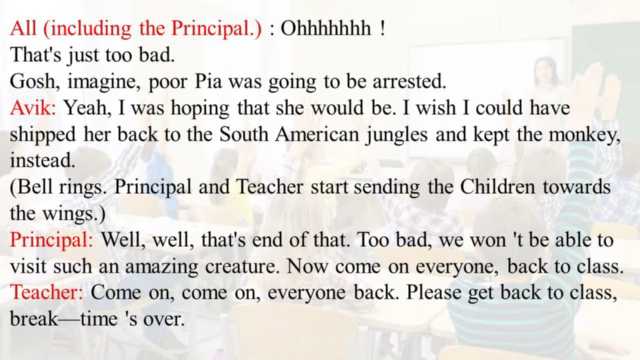 All (including the Principal.) : Ohhhhhhh !
That's just too bad.
Gosh, imagine, poor Pia was going to be arrested.
Avik: Yeah, I was hoping that she would be. I wish I could have
shipped her back to the South American jungles and kept the monkey,
instead.
(Bell rings. Principal and Teacher start sending the Children towards
the wings.)
Principal: Well, well, that's end of that. Too bad, we won 't be able to
visit such an amazing creature. Now come on everyone, back to class.
Teacher: Come on, come on, everyone back. Please get back to class,
break—time 's over.